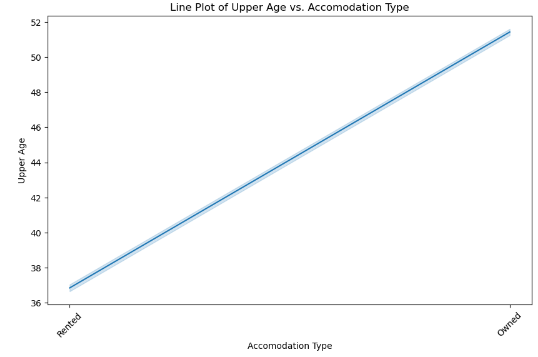 Line Plot of Upper Age vs. Accomodation Type
52
50
48
46
44
42
40
38
36
Upper Age
Rented
Owned
Accomodation Type